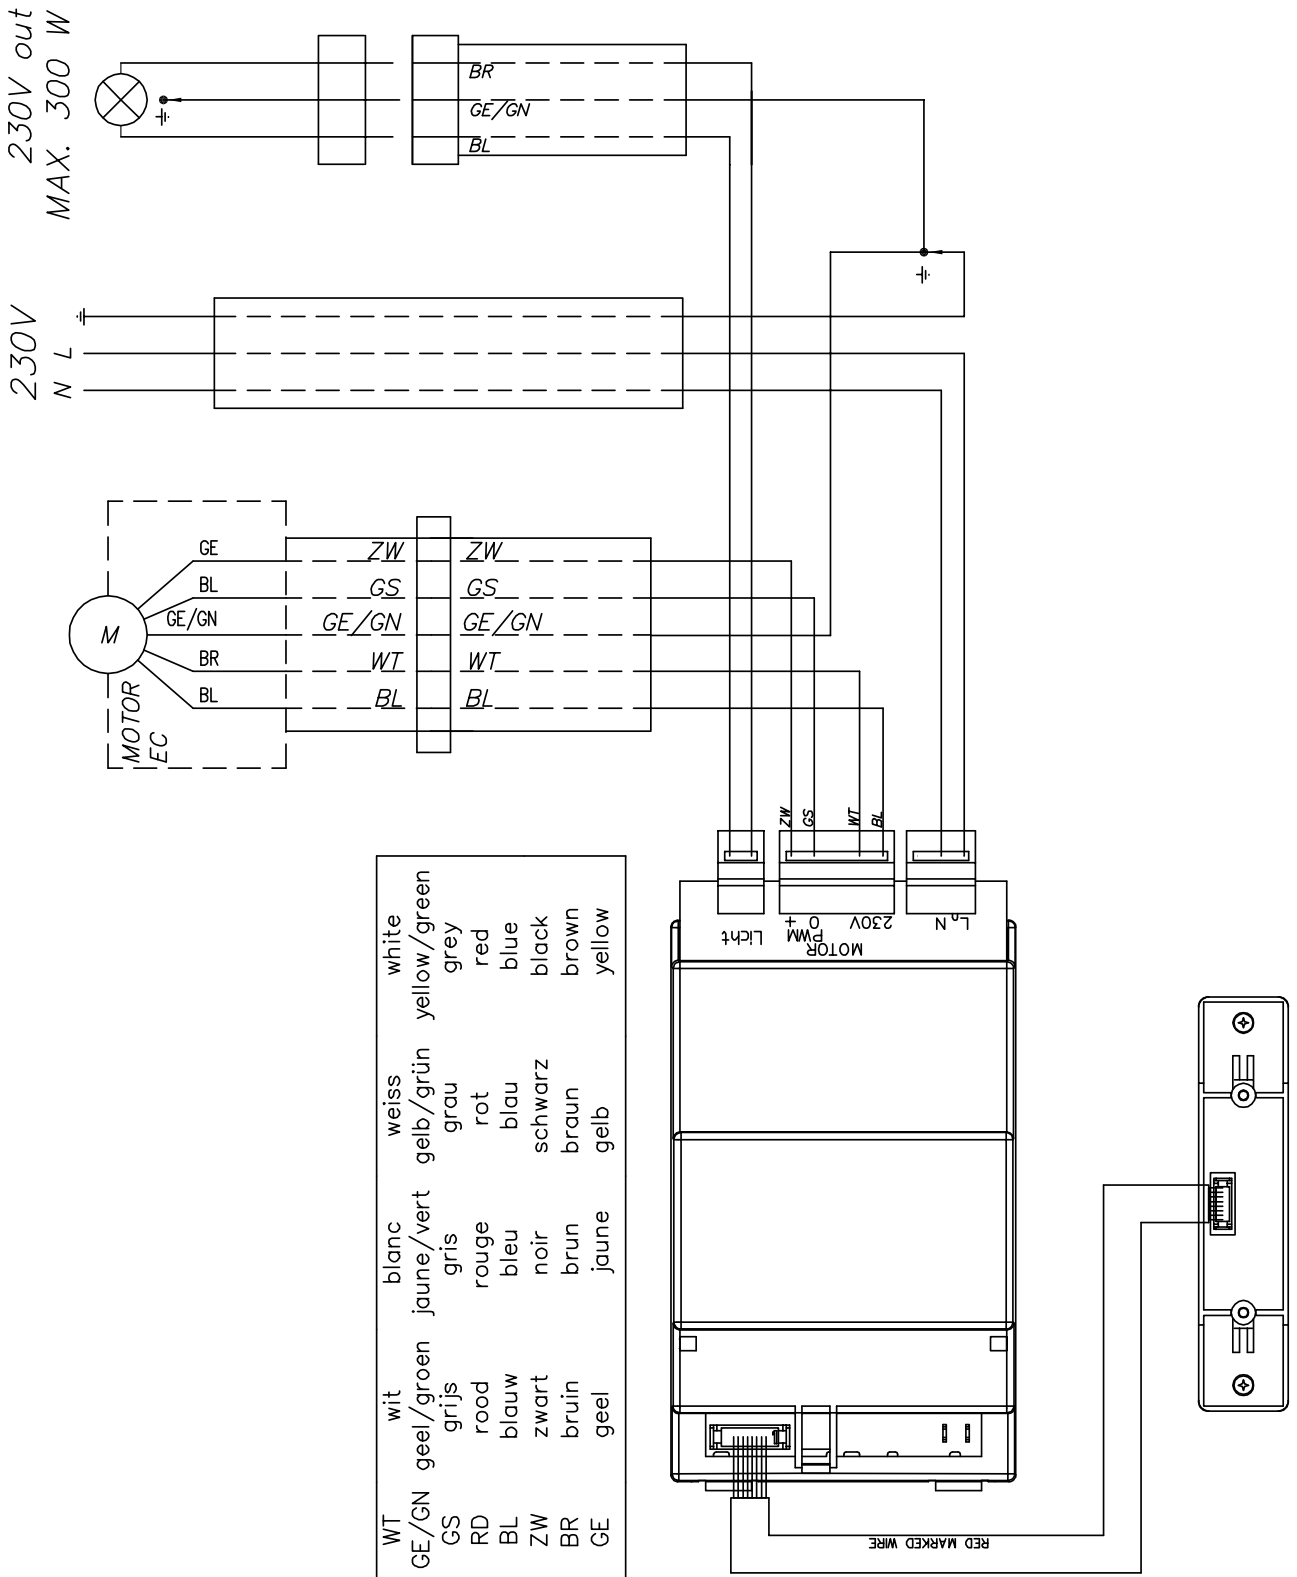 230V out
MAX. 300 W
BR
GE/GN
BL
230V
L
N
GE
BL
GE/GN
BR
BL
M
MOTOR
EC
ZW ZW
GS GS
GE/GN GE/GN
WT WT
BL BL
ZW
GS
WT
BL
Licht
+ 0
PWM
230V
MOTOR
L N
WT wit blanc weiss white
GE/GN geel/groen jaune/vert gelb/grün yellow/green
GS grijs gris grau grey
RD rood rouge rot red
BL blauw bleu blau blue
ZW zwart noir schwarz black
BR bruin brun braun brown
GE geel jaune gelb yellow
1
RED MARKED WIRE